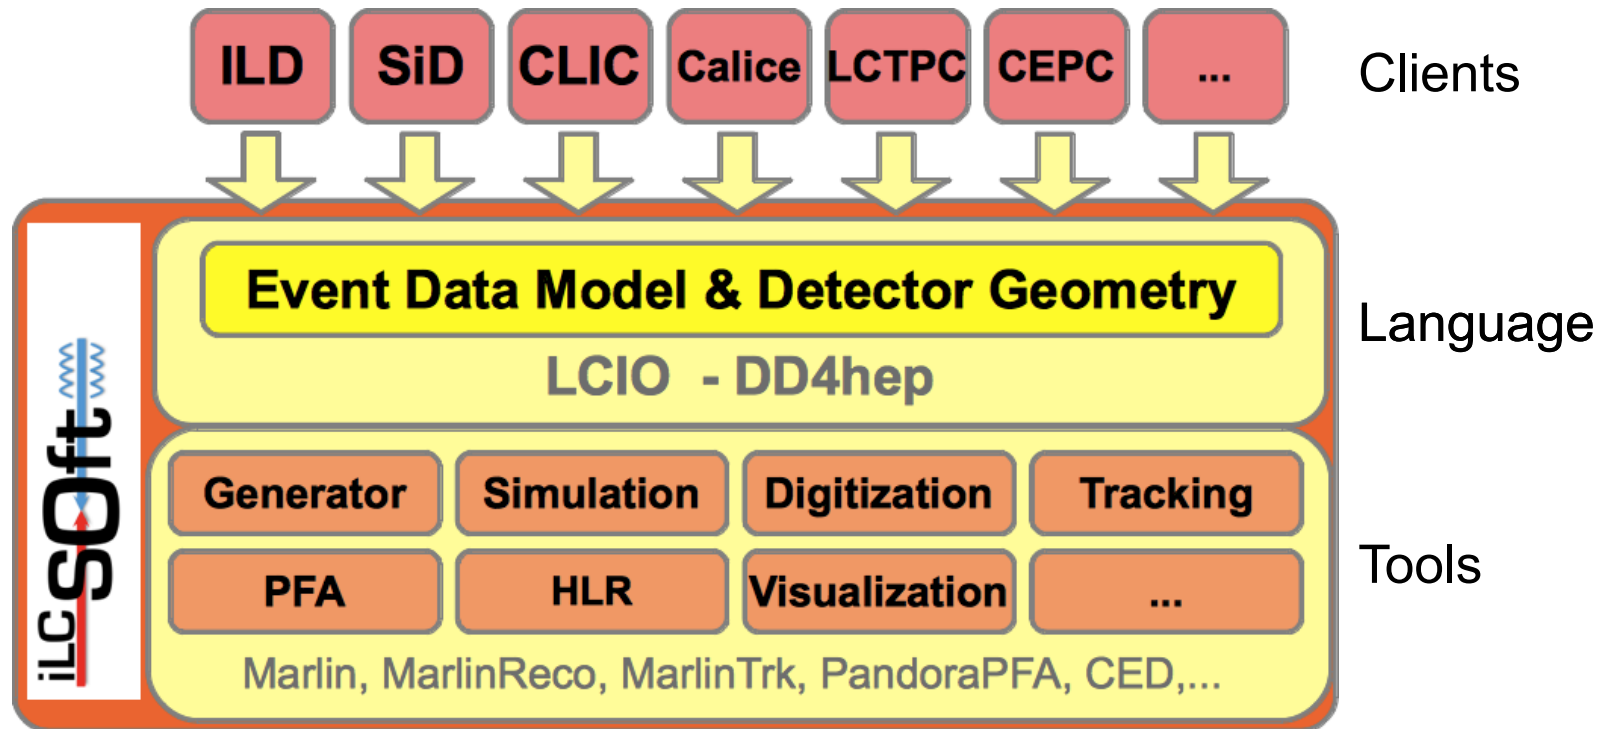 ILD SiD CLIC Calice LCTPC CEPC ... Clients
Event Data Model & Detector Geometry
LCIO - DD4hep
Language
iLCsOft
Generator Simulation Digitization Tracking
PFA HLR Visualization ...
Tools
Marlin, MarlinReco, MarlinTrk, PandoraPFA, CED,...